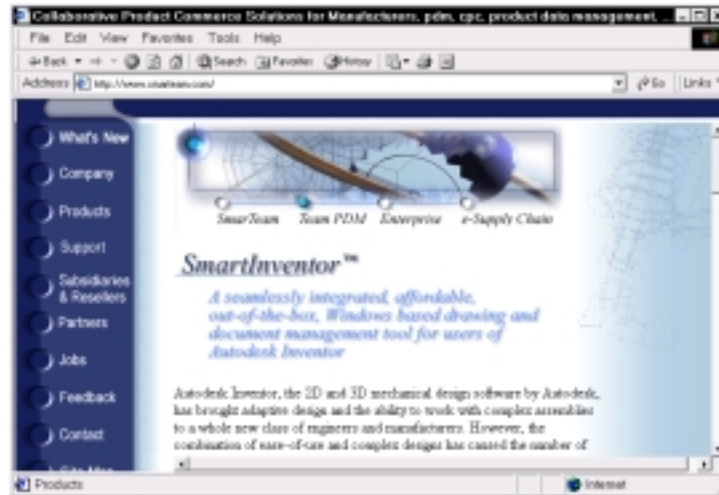 Collaborative Product Commerce Solutions for Manufacturers, pdm, cpc, product data management, ...
File Edit View Favorites Tools Help
Back Search Favorites History
Address http://www.smarteam.com/ Go Links
What's New
Company
Products
Support
Subsidiaries
& Resellers
Partners
Jobs
Feedback
Contact
Site Map
SmarTeam Team PDM Enterprise e-Supply Chain
SmartInventor™
A seamlessly integrated, affordable,
out-of-the-box, Windows based drawing and
document management tool for users of
Autodesk Inventor
Autodesk Inventor, the 2D and 3D mechanical design software by Autodesk,
has brought adaptive design and the ability to work with complex assemblies
to a whole new class of engineers and manufacturers. However, the
combination of ease-of-use and complex designs has caused the number of
Products Internet